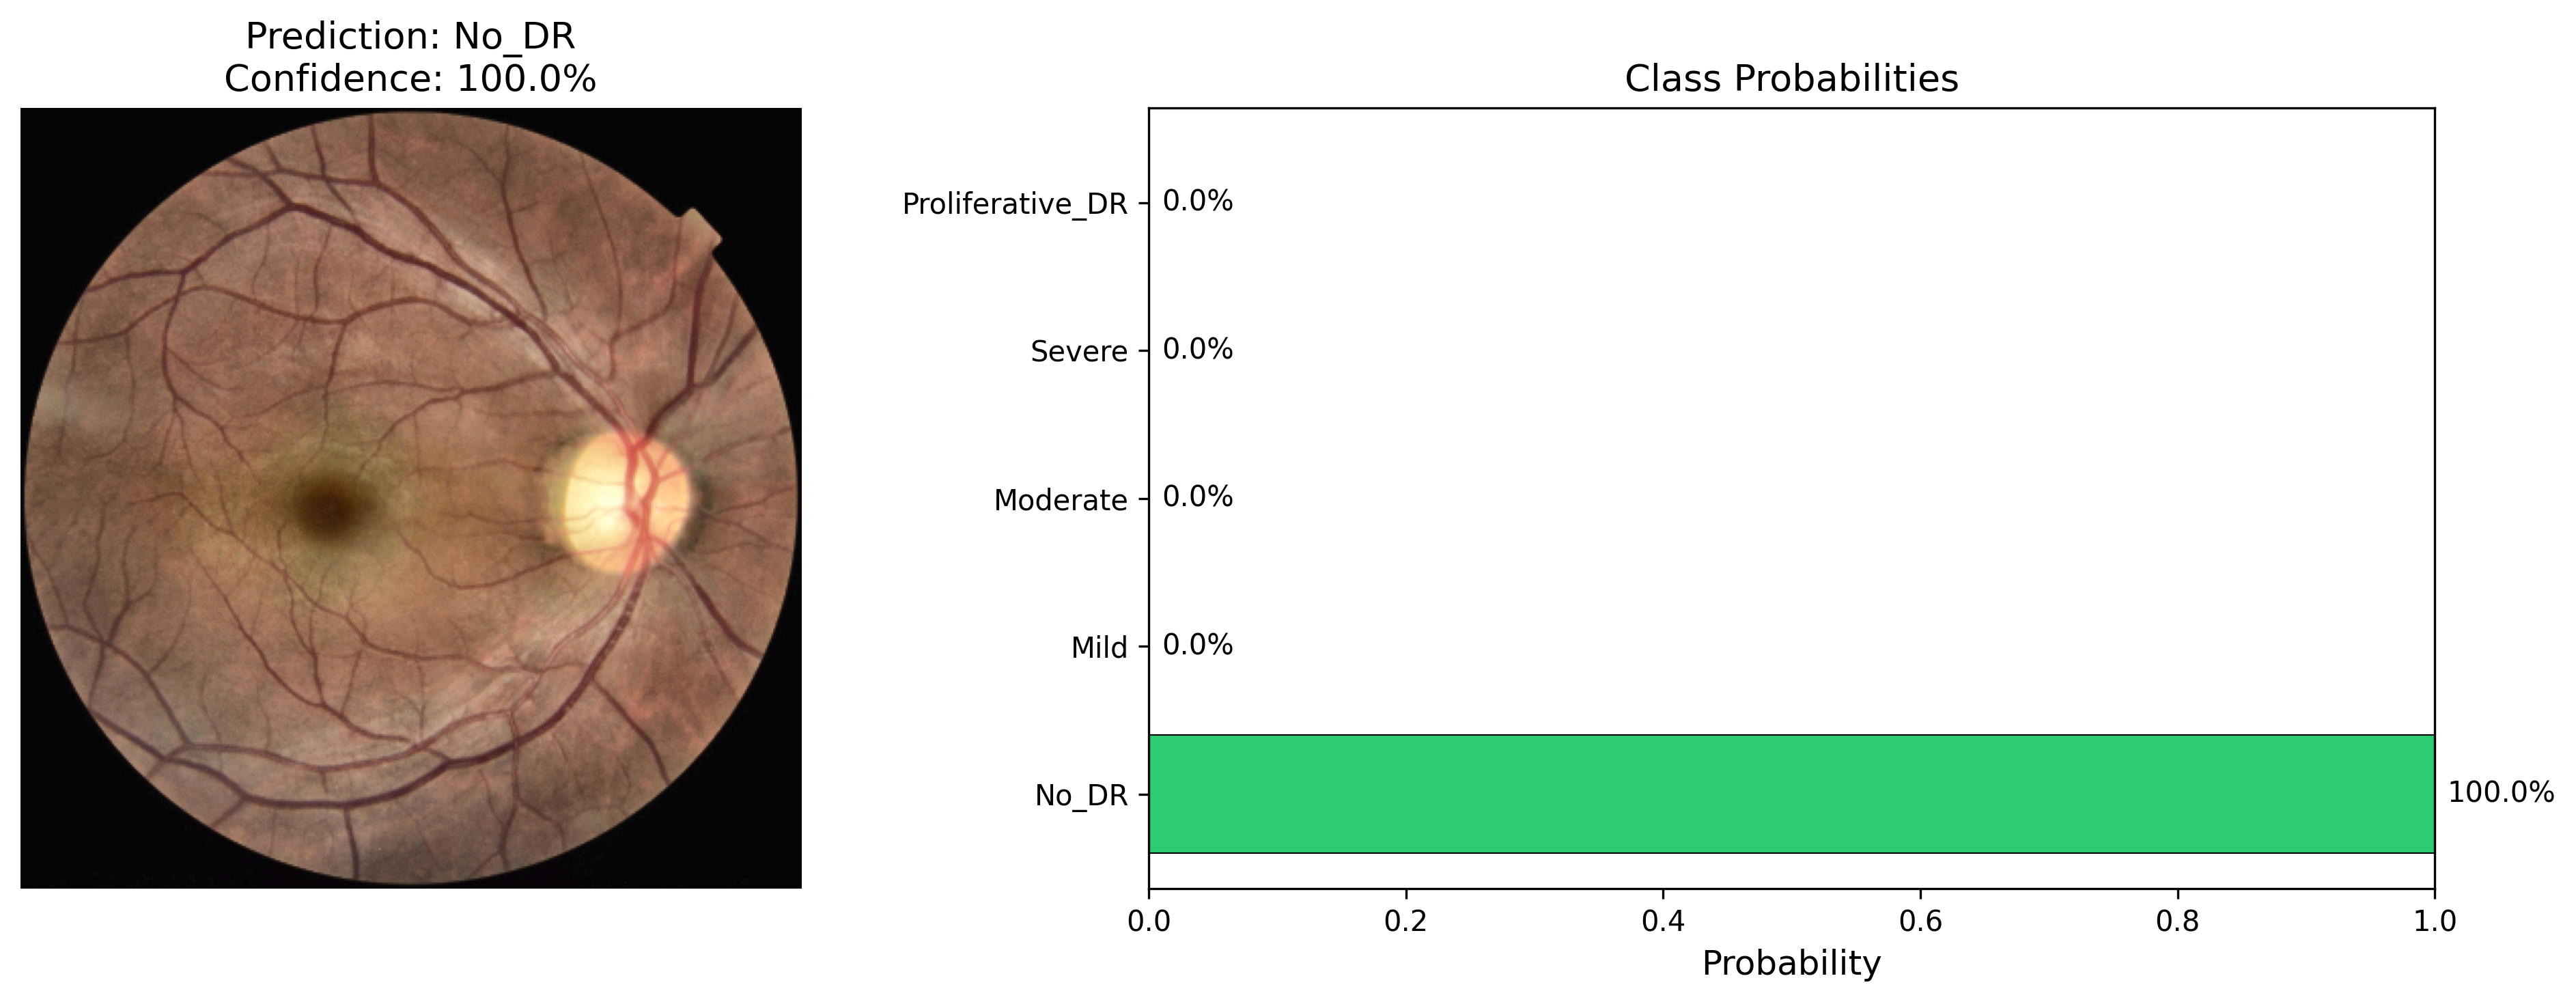 Prediction: No_DR
Confidence: 100.0%
Class Probabilities
Proliferative_DR
0.0%
Severe
0.0%
Moderate
0.0%
Mild
0.0%
No_DR
100.0%
0.0 0.2 0.4 0.6 0.8 1.0
Probability